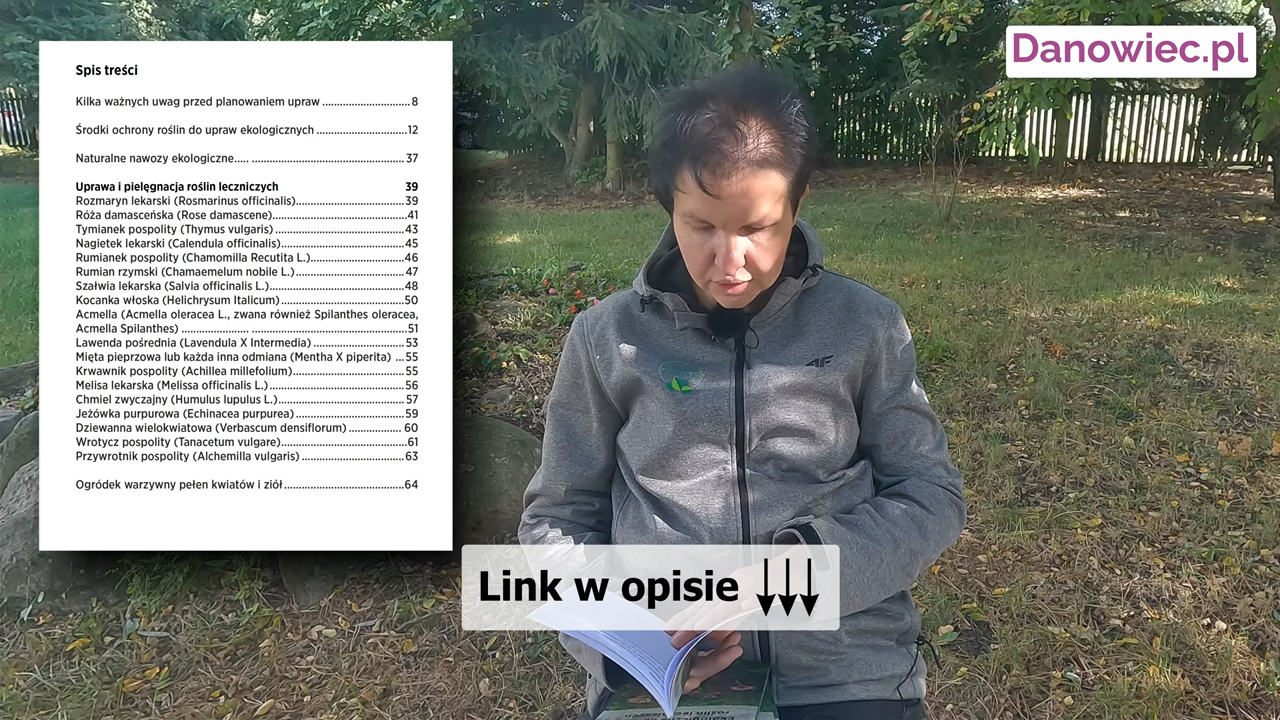 Danowiec.pl
Spis treści
Kilka ważnych uwag przed planowaniem upraw ............................... 8
Środki ochrony roślin do upraw ekologicznych ............................... 12
Naturalne nawozy ekologiczne..... .................................................... 37
Uprawa i pielęgnacja roślin leczniczych 39
Rozmaryn lekarski (Rosmarinus officinalis)..................................... 39
Róża damasceńska (Rose damascene)............................................. 41
Tymianek pospolity (Thymus vulgaris) ............................................ 43
Nagietek lekarski (Calendula officinalis).......................................... 45
Rumianek pospolity (Chamomilla Recutita L.)................................ 46
Rumian rzymski (Chamaemelum nobile L.) ..................................... 47
Szałwia lekarska (Salvia officinalis L.).............................................. 48
Kocanka włoska (Helichrysum Italicum) .......................................... 50
Acmella (Acmella oleracea L., zwana również Spilanthes oleracea,
Acmella Spilanthes) ....................... .................................................... 51
Lawenda pośrednia (Lavendula X Intermedia) ............................... 53
Mięta pieprzowa lub każda inna odmiana (Mentha X piperita) ... 55
Krwawnik pospolity (Achillea millefolium)...................................... 55
Melisa lekarska (Melissa officinalis L.) .............................................. 56
Chmiel zwyczajny (Humulus lupulus L.)........................................... 57
Jeżówka purpurowa (Echinacea purpurea) ..................................... 59
Dziewanna wielokwiatowa (Verbascum densiflorum) .................. 60
Wrotycz pospolity (Tanacetum vulgare).......................................... 61
Przywrotnik pospolity (Alchemilla vulgaris) ................................... 63
Ogródek warzywny pełen kwiatów i ziół......................................... 64
4F
Link w opisie ↓↓↓